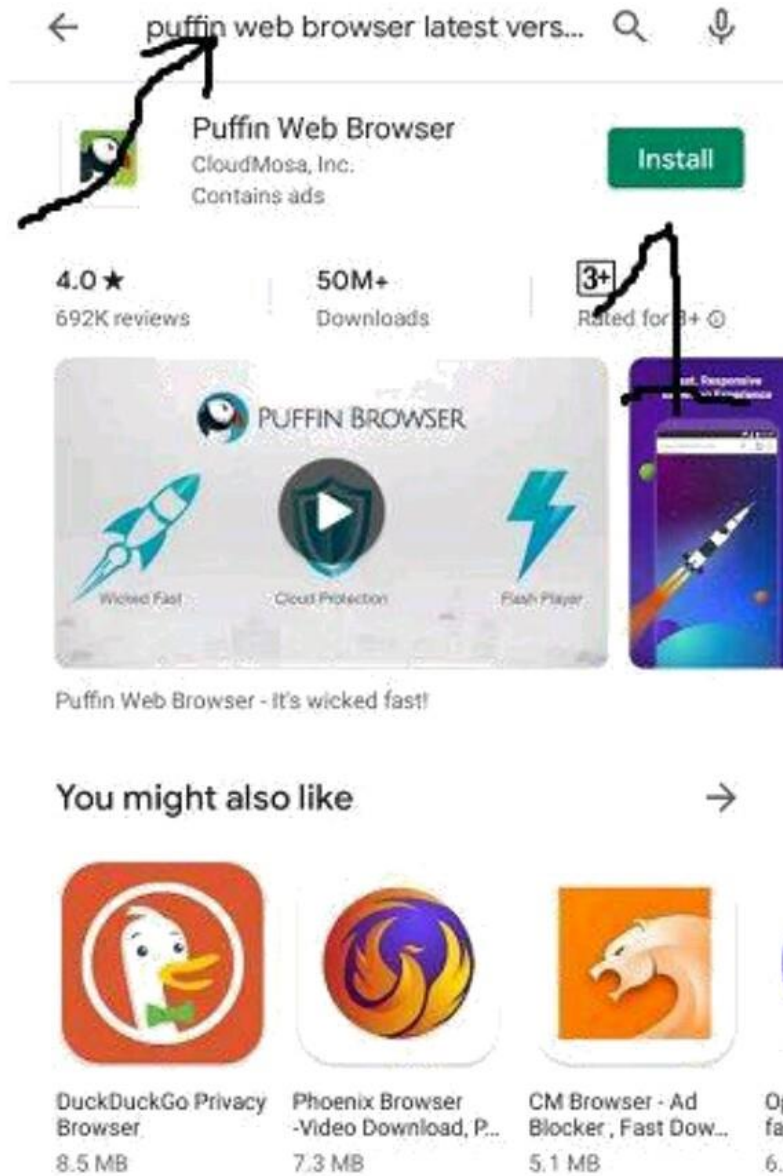 puffin web browser latest vers...
Puffin Web Browser
CloudMosa, Inc.
Contains ads
Install
4.0 ★
692K reviews
50M+
Downloads
3+
Rated for 3+
PUFFIN BROWSER
Wicked Fast
Cloud Protection
Flash Player
Responsive
Experience
Puffin Web Browser - It's wicked fast!
You might also like
DuckDuckGo Privacy
Browser
8.5 MB
Phoenix Browser
-Video Download, P...
7.3 MB
CM Browser - Ad
Blocker , Fast Dow...
5.1 MB